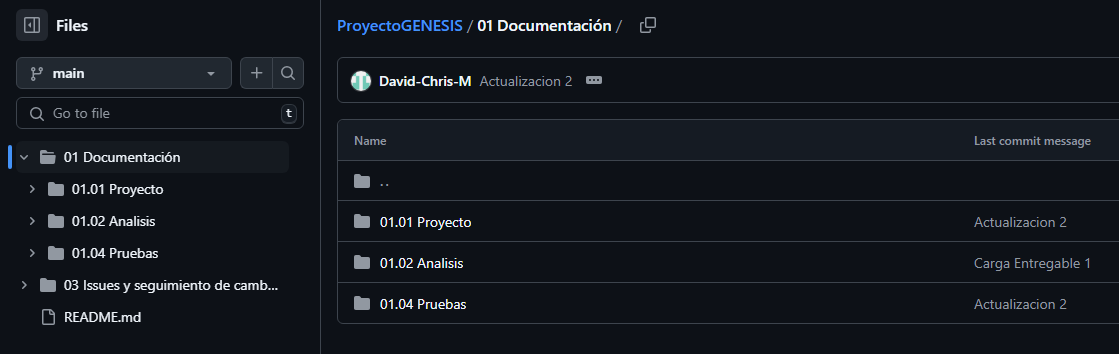 Files
main
Go to file
t
01 Documentación
01.01 Proyecto
01.02 Analisis
01.04 Pruebas
03 Issues y seguimiento de camb...
README.md
ProyectoGENESIS / 01 Documentación /
David-Chris-M Actualizacion 2
Name Last commit message
..
01.01 Proyecto Actualizacion 2
01.02 Analisis Carga Entregable 1
01.04 Pruebas Actualizacion 2